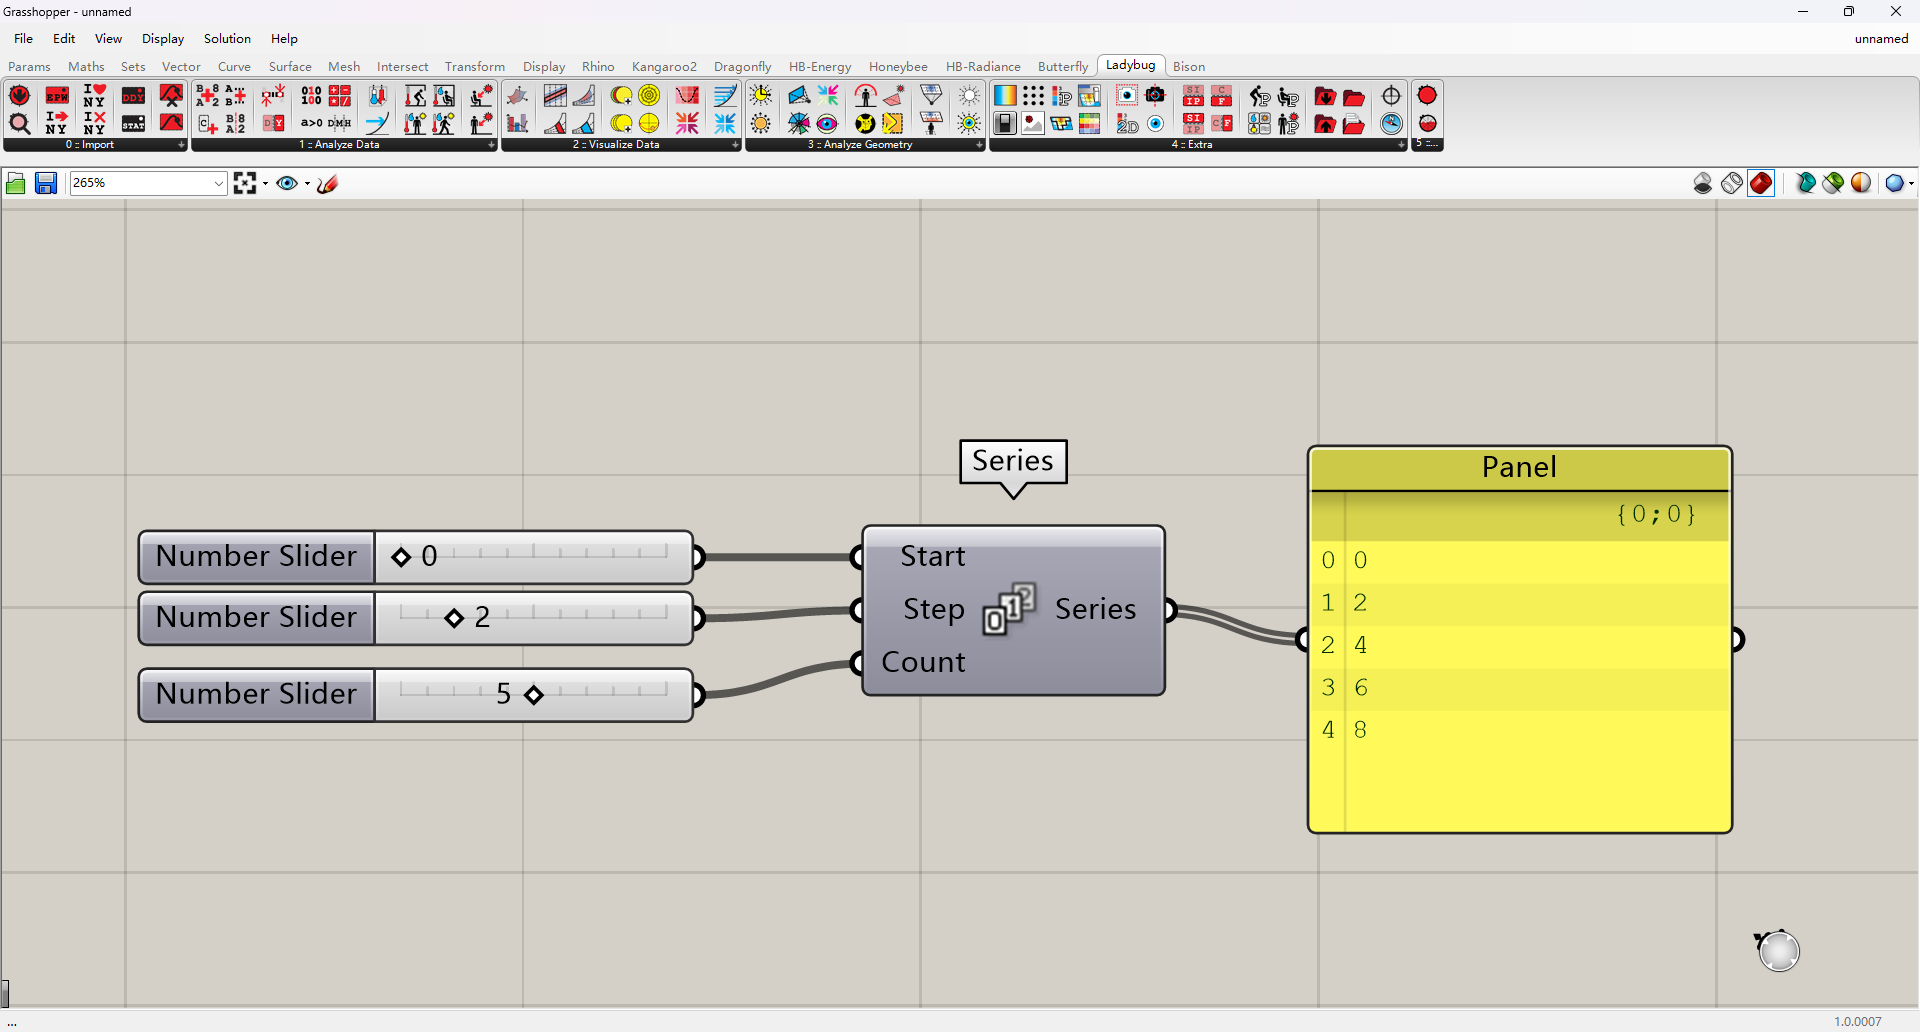 Grasshopper - unnamed
File Edit View Display Solution Help unnamed
Params Maths Sets Vector Curve Surface Mesh Intersect Transform Display Rhino Kangaroo2 Dragonfly HB-Energy Honeybee HB-Radiance Butterfly Ladybug Bison
0 :: Import 1 :: Analyze Data 2 :: Visualize Data 3 :: Analyze Geometry 4 :: Extra 5 ::...
265%
Series
Panel
{0;0}
Number Slider 0 Start
Number Slider 2 Step Series
Number Slider 5 Count
0 0
1 2
2 4
3 6
4 8
...
1.0.0007